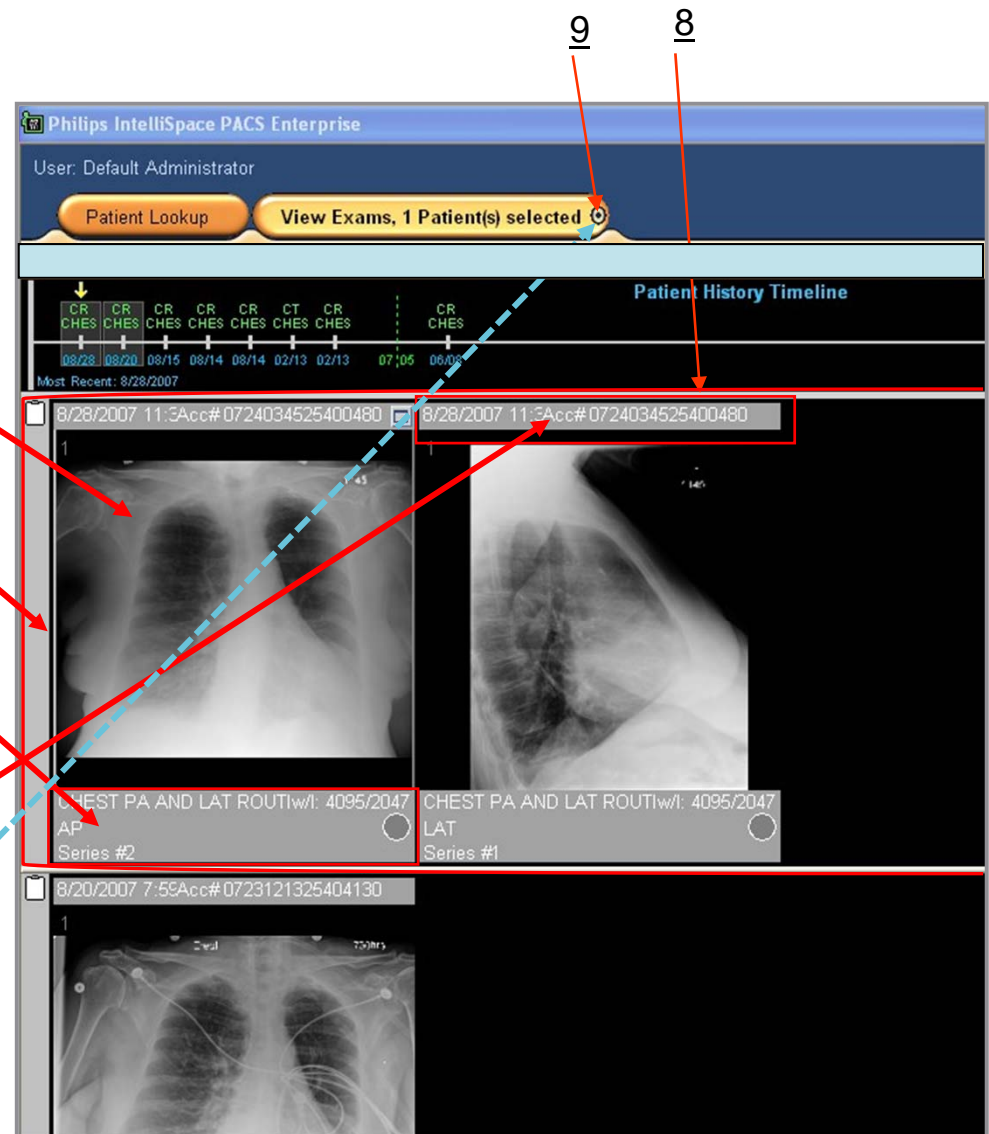 9 8
Philips IntelliSpace PACS Enterprise
User: Default Administrator
Patient Lookup View Exams, 1 Patient(s) selected
Patient History Timeline
CR CR CR CR CR CT CR CR
CHES CHES CHES CHES CHES CHES CHES CHES
08/28 08/20 08/15 08/14 08/14 02/13 02/13 07 05 06/08
Most Recent: 8/28/2007
8/28/2007 11:3Acc# 0724034525400480 8/28/2007 11:3Acc# 0724034525400480
1 1
CHEST PA AND LAT ROUTIw/l: 4095/2047 CHEST PA AND LAT ROUTIw/l: 4095/2047
AP LAT
Series #2 Series #1
8/20/2007 7:59Acc# 0723121325404130
1